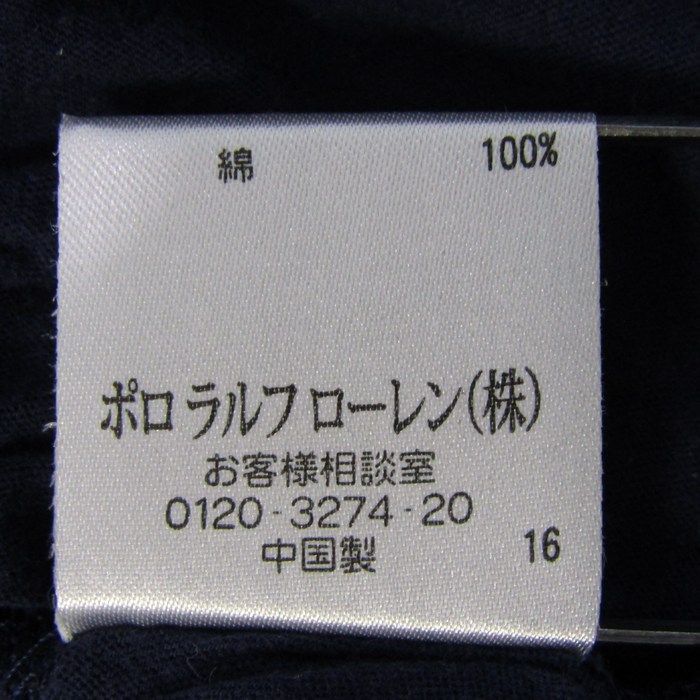 綿 100%
ポロ ラルフ ローレン(株)
お客様相談室
0120-3274-20
中国製 16